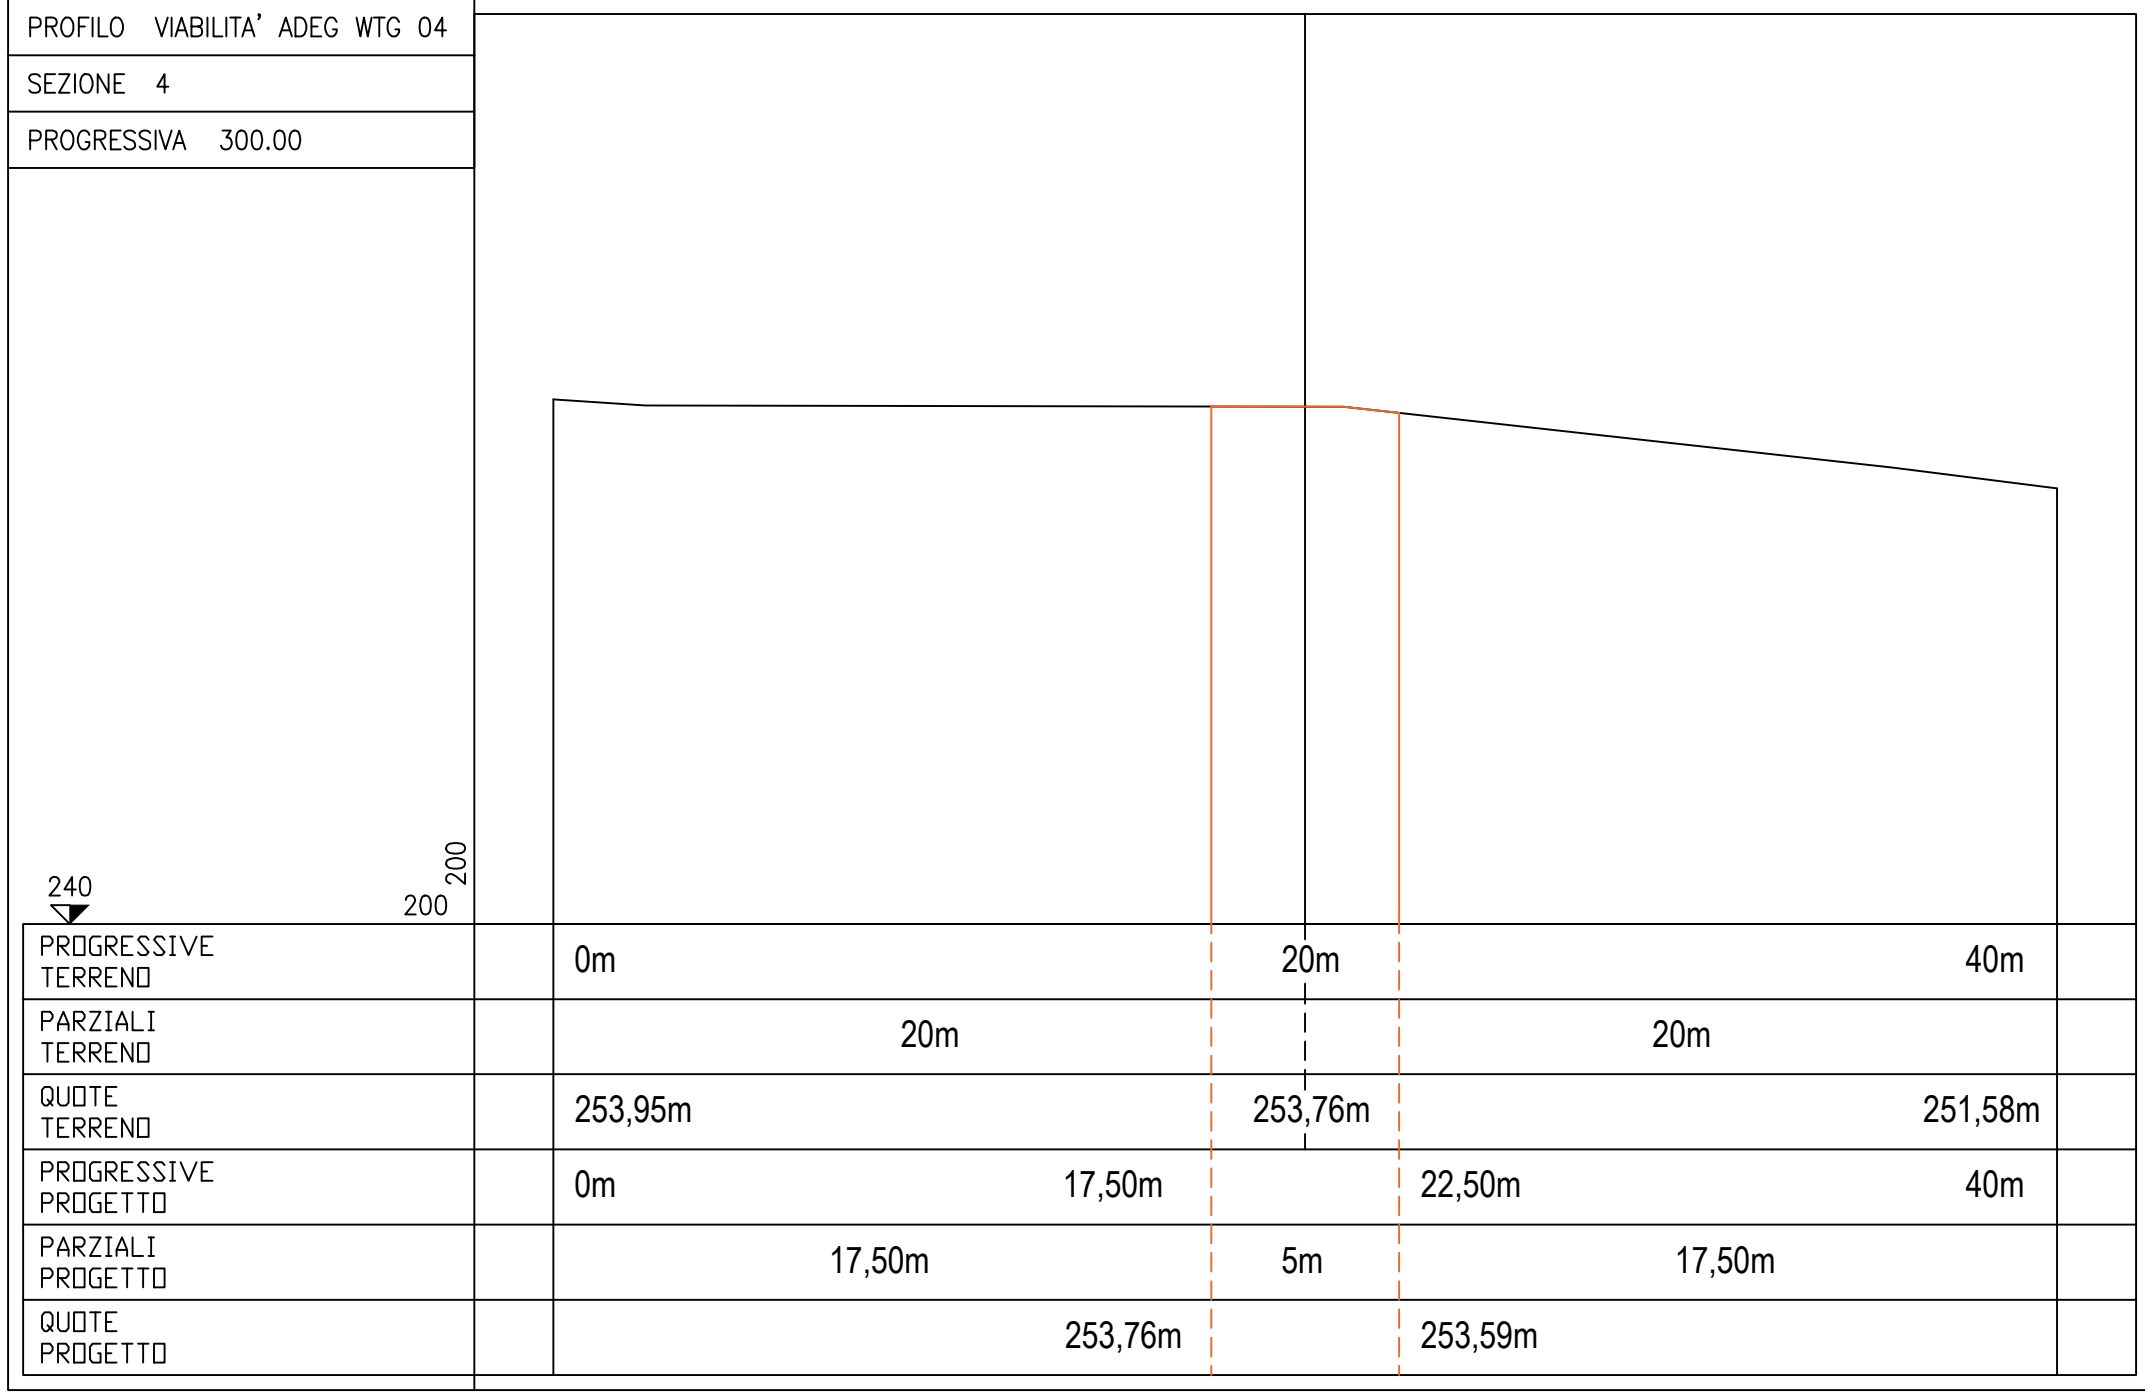 PROFILO VIABILITA' ADEG WTG 04
SEZIONE 4
PROGRESSIVA 300.00
200
240
200
PROGRESSIVE
TERRENO
0m 20m 40m
PARZIALI
TERRENO
20m 20m
QUOTE
TERRENO
253,95m 253,76m 251,58m
PROGRESSIVE
PROGETTO
0m 17,50m 22,50m 40m
PARZIALI
PROGETTO
17,50m 5m 17,50m
QUOTE
PROGETTO
253,76m 253,59m